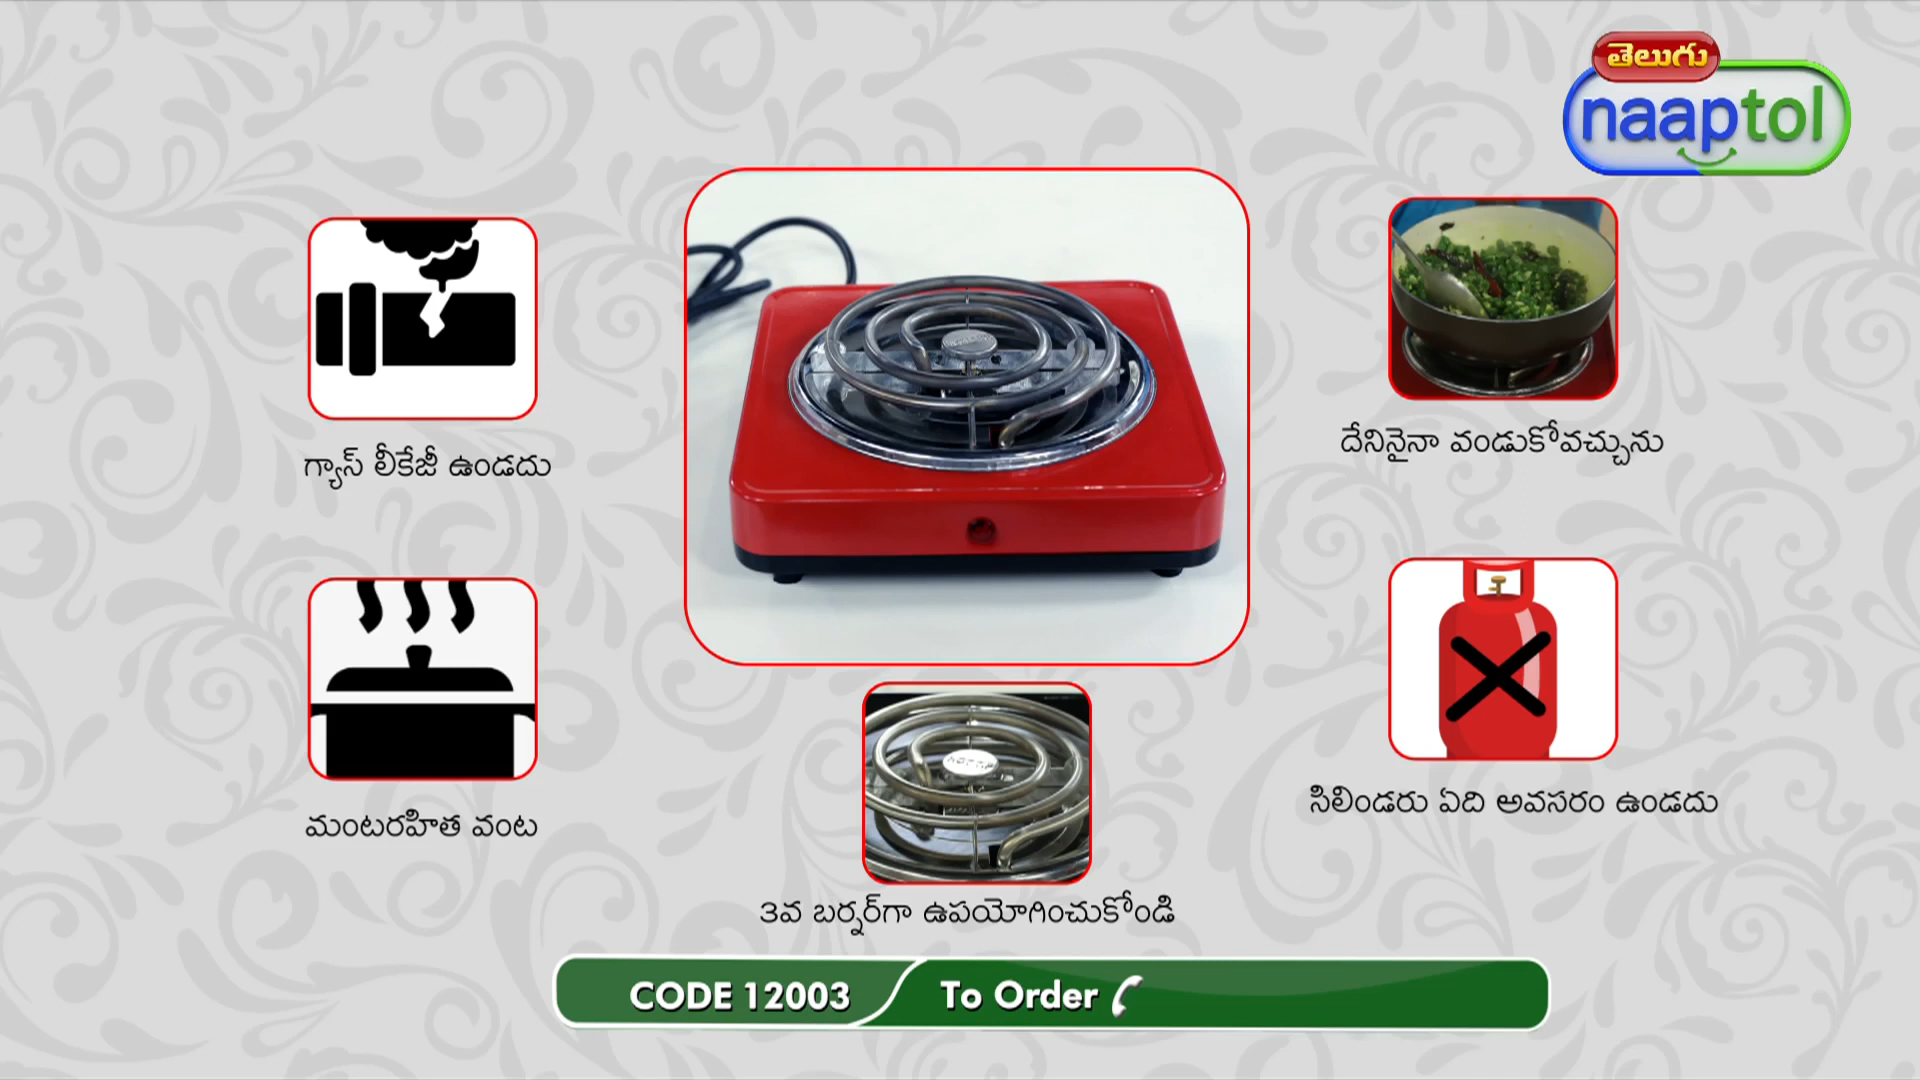 తెలుగు
naaptol
గ్యాస్ లీకేజీ ఉండదు
దేనినైనా వండుకోవచ్చును
మంటరహిత వంట
సిలిండరు ఏది అవసరం ఉండదు
3వ బర్నర్‌గా ఉపయోగించుకోండి
CODE 12003
To Order